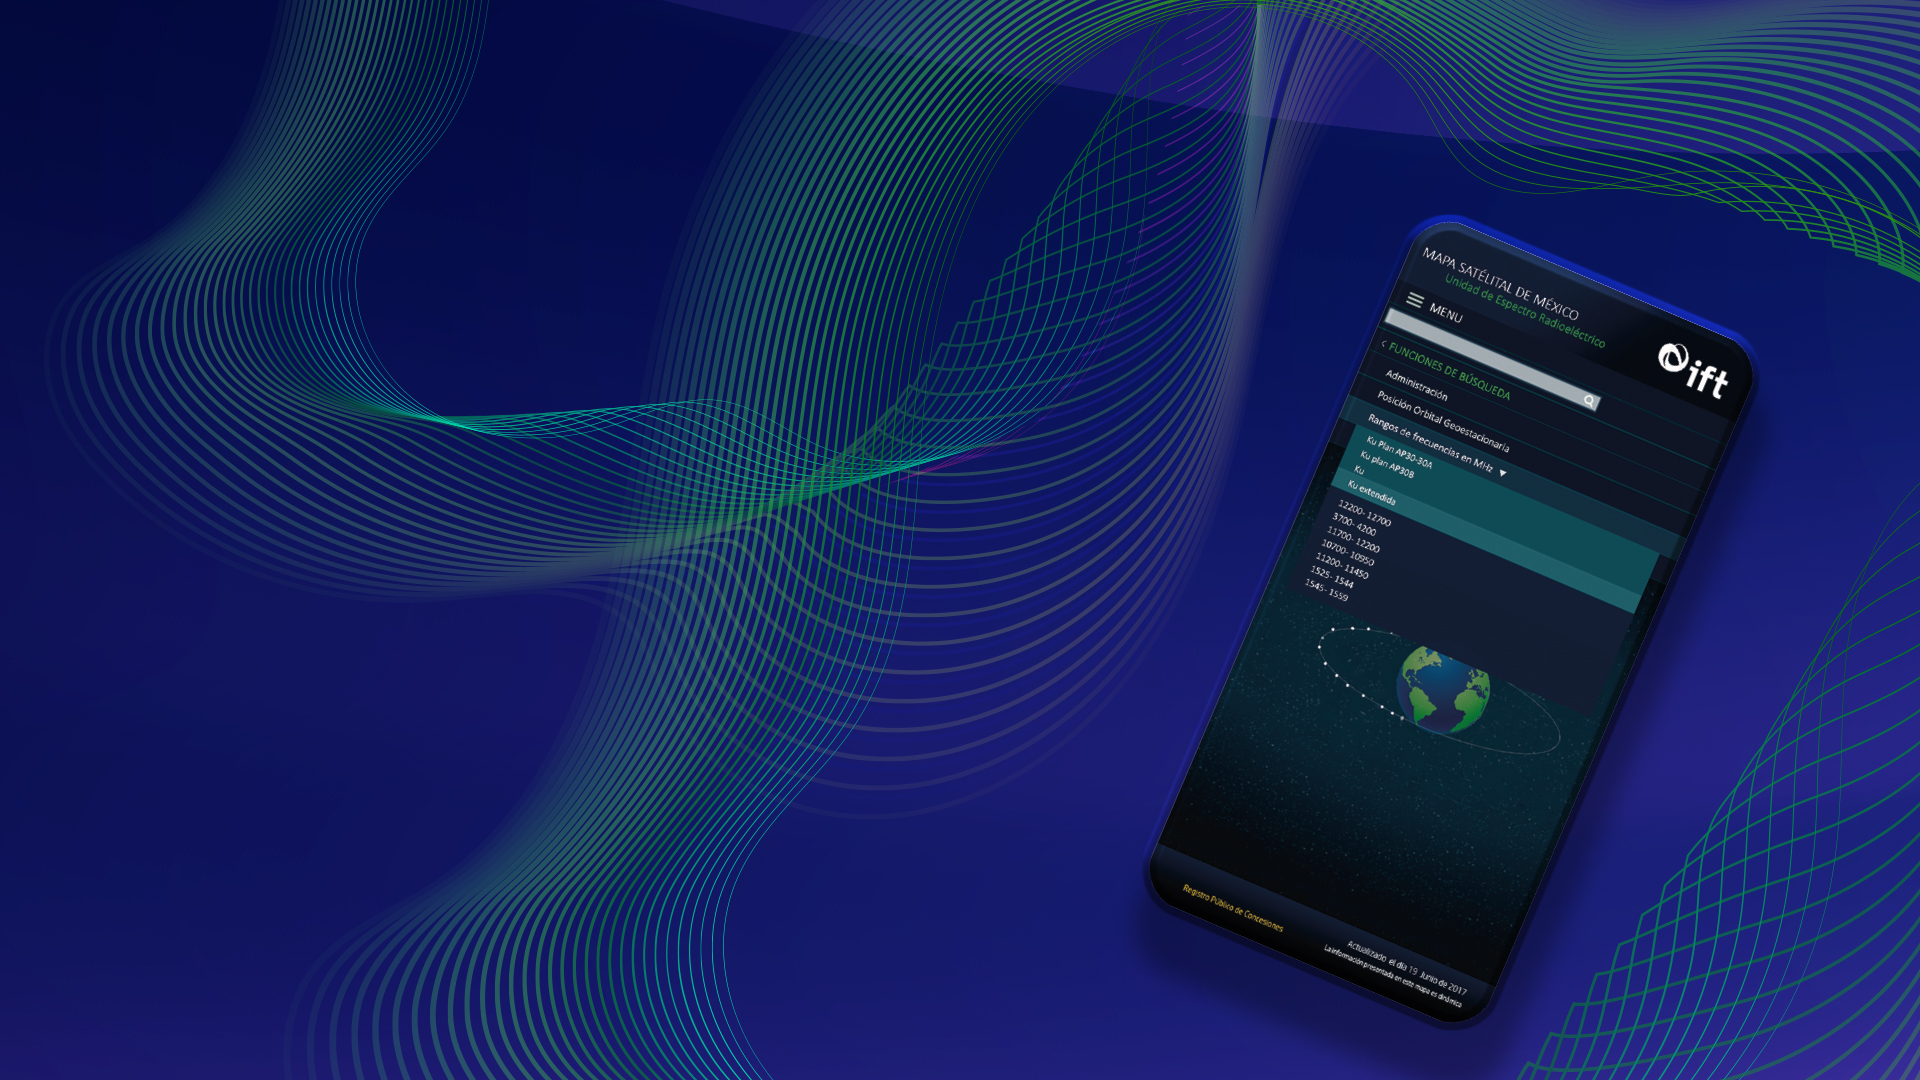 MAPA SATÉLITAL DE MÉXICO
Unidad de Espectro Radioeléctrico
ift
MENU
‹ FUNCIONES DE BÚSQUEDA
Administración
Posición Orbital Geoestacionaria
Rangos de frecuencias en MHz ▼
Ku Plan AP30-30A
Ku plan AP30B
Ku
Ku extendida
12200- 12700
3700- 4200
11700- 12200
10700- 10950
11200- 11450
1525- 1544
1545- 1559
Registro Público de Concesiones
Actualizado el día 19 Junio de 2017
La información presentada en este mapa es dinámica